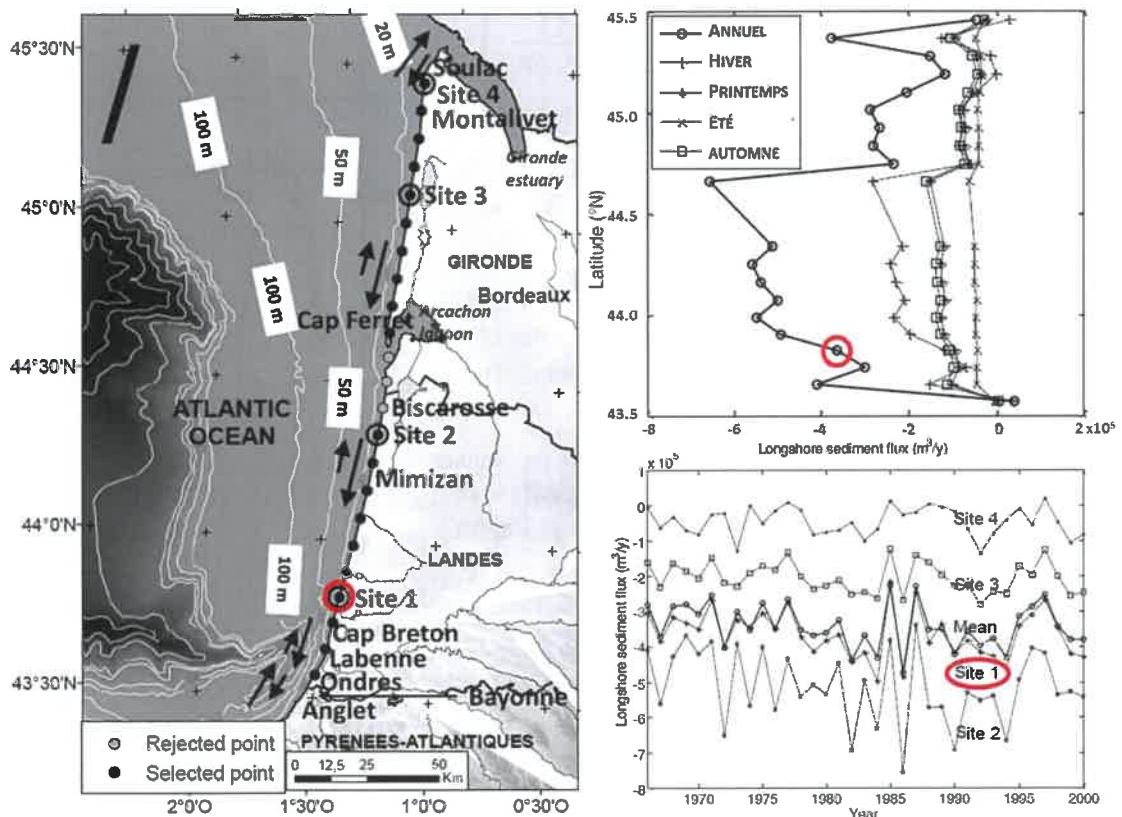 45°30'N
45°00'N
44°30'N
44°00'N
43°30'N
2°0'O
1°30'O
1°0'O
0°30'O
100 m
50 m
20 m
100 m
50 m
100 m
Soulac
Site 4
Montalivet
Gironde
estuary
Site 3
GIRONDE
Bordeaux
Arcachon
lagoon
Cap Ferret
Biscarosse
Site 2
Mimizan
ATLANTIC
OCEAN
LANDES
Site 1
Cap Breton
Labenne
Ondres
Bayonne
Anglet
PYRENEES-ATLANTIQUES
Rejected point
Selected point
0 12,5 25 50
Km
ANNUEL
HIVER
PRINTEMPS
ÉTÉ
AUTOMNE
Latitude (°N)
45.5
45.0
44.5
44.0
43.5
-8 -6 -4 -2 0 2 x 10⁵
Longshore sediment flux (m³/y)
x 10⁵
Longshore sediment flux (m³/y)
1
0
-1
-2
-3
-4
-5
-6
-7
-8
Site 4
Site 3
Mean
Site 1
Site 2
1970 1975 1980 1985 1990 1995 2000
Year